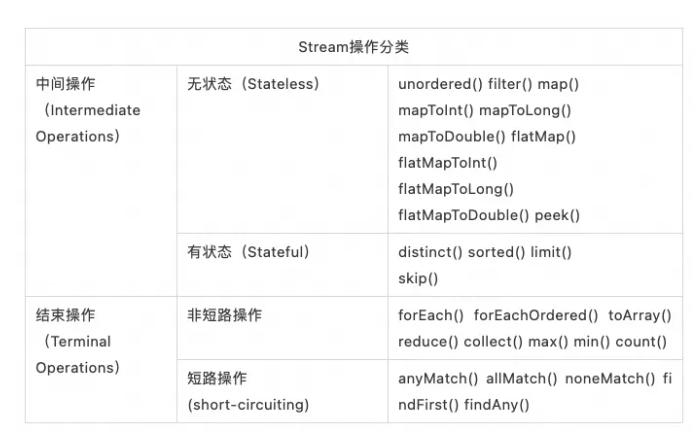 Stream操作分类
中间操作
（Intermediate
Operations）
无状态（Stateless）
unordered() filter() map()
mapToInt() mapToLong()
mapToDouble() flatMap()
flatMapToInt()
flatMapToLong()
flatMapToDouble() peek()
有状态（Stateful）
distinct() sorted() limit()
skip()
结束操作
（Terminal
Operations）
非短路操作
forEach() forEachOrdered() toArray()
reduce() collect() max() min() count()
短路操作
(short-circuiting)
anyMatch() allMatch() noneMatch() fi
ndFirst() findAny()